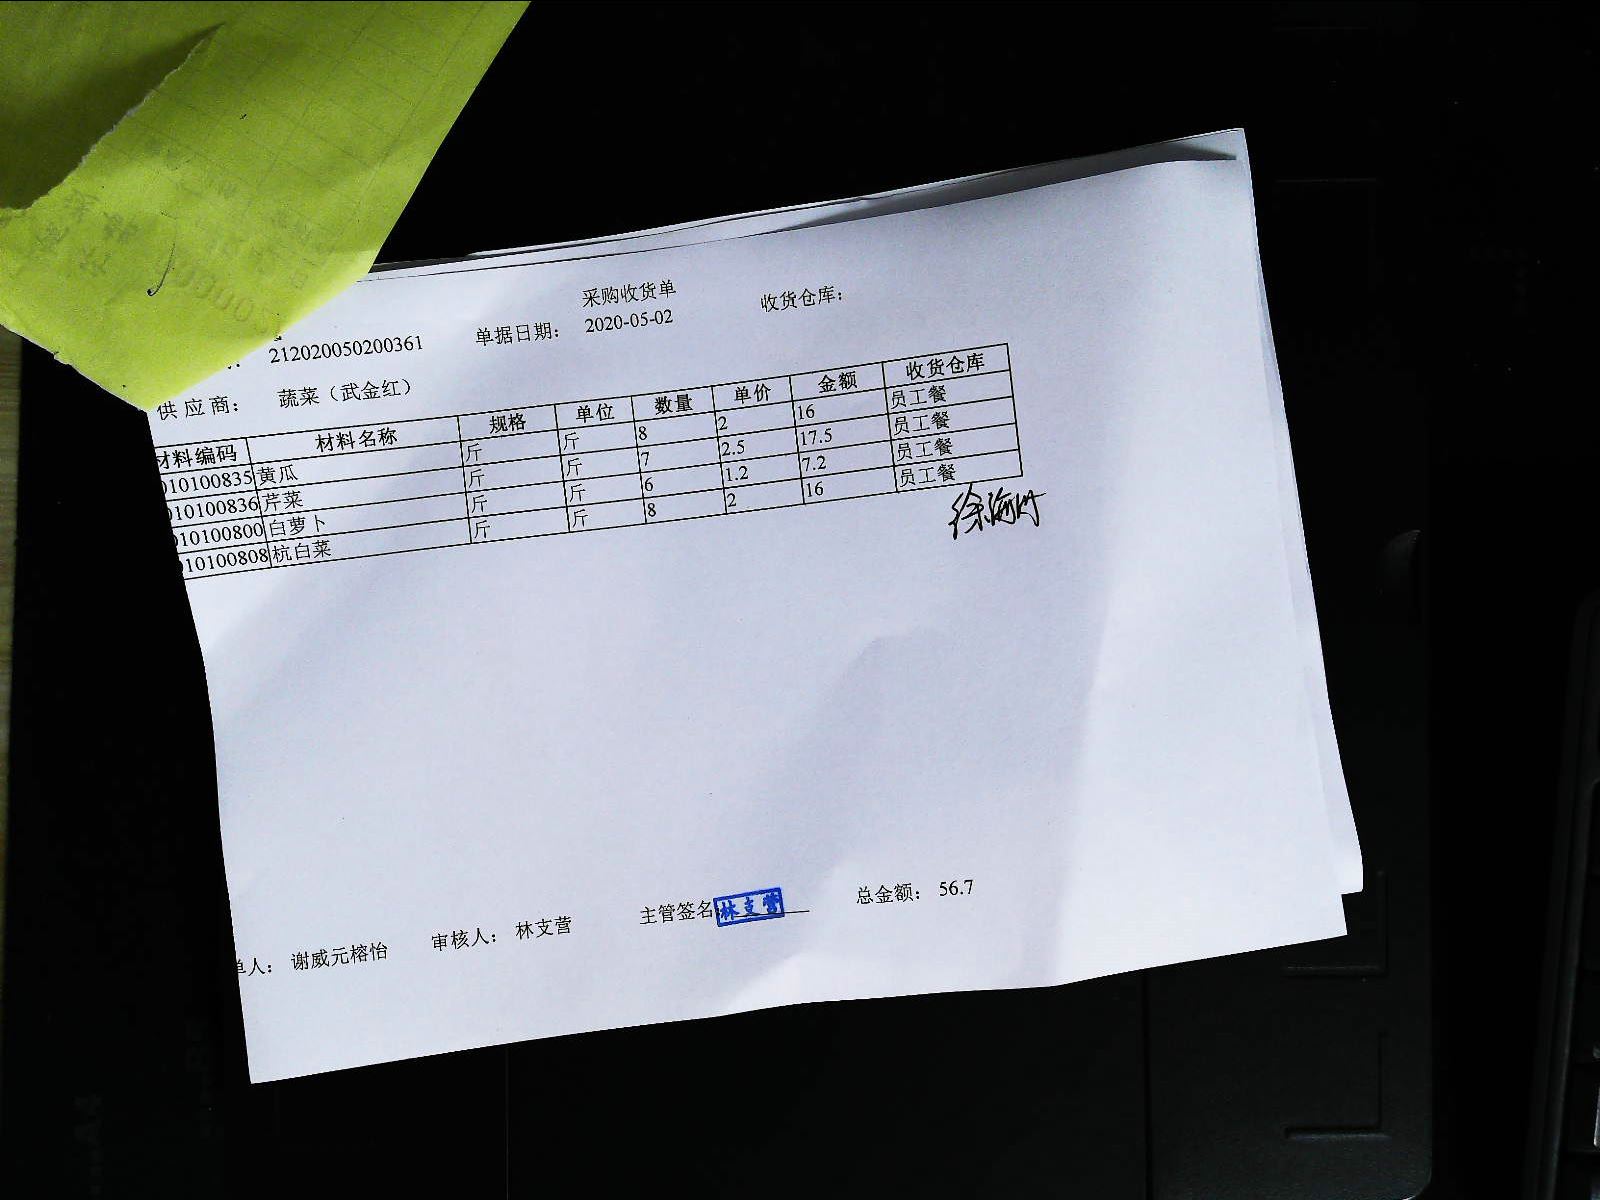 采购收货单
212020050200361 单据日期： 2020-05-02 收货仓库：
供应商： 蔬菜（武金红）
材料编码 材料名称 规格 单位 数量 单价 金额 收货仓库
010100835 黄瓜 斤 斤 8 2 16 员工餐
010100836 芹菜 斤 斤 7 2.5 17.5 员工餐
010100800 白萝卜 斤 斤 6 1.2 7.2 员工餐
010100808 杭白菜 斤 斤 8 2 16 员工餐
单人： 谢威元榕怡 审核人： 林支营 主管签名 林支营 总金额： 56.7